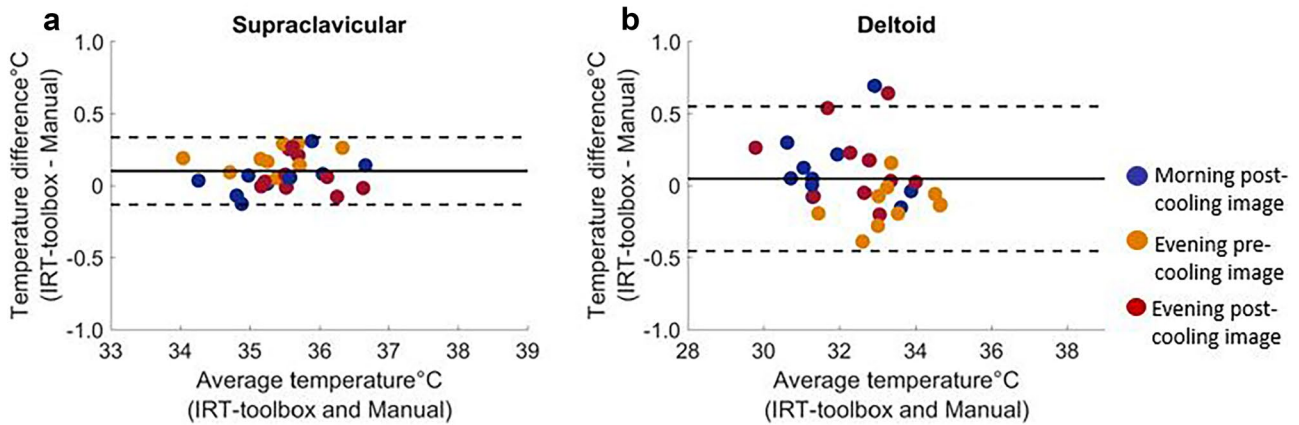 a
Supraclavicular
Temperature difference°C
(IRT-toolbox - Manual)
1.0
0.5
0
-0.5
-1.0
33 34 35 36 37 38 39
Average temperature°C
(IRT-toolbox and Manual)
b
Deltoid
Temperature difference°C
(IRT-toolbox - Manual)
1.0
0.5
0
-0.5
-1.0
28 30 32 34 36 38
Average temperature°C
(IRT-toolbox and Manual)
Morning post-
cooling image
Evening pre-
cooling image
Evening post-
cooling image